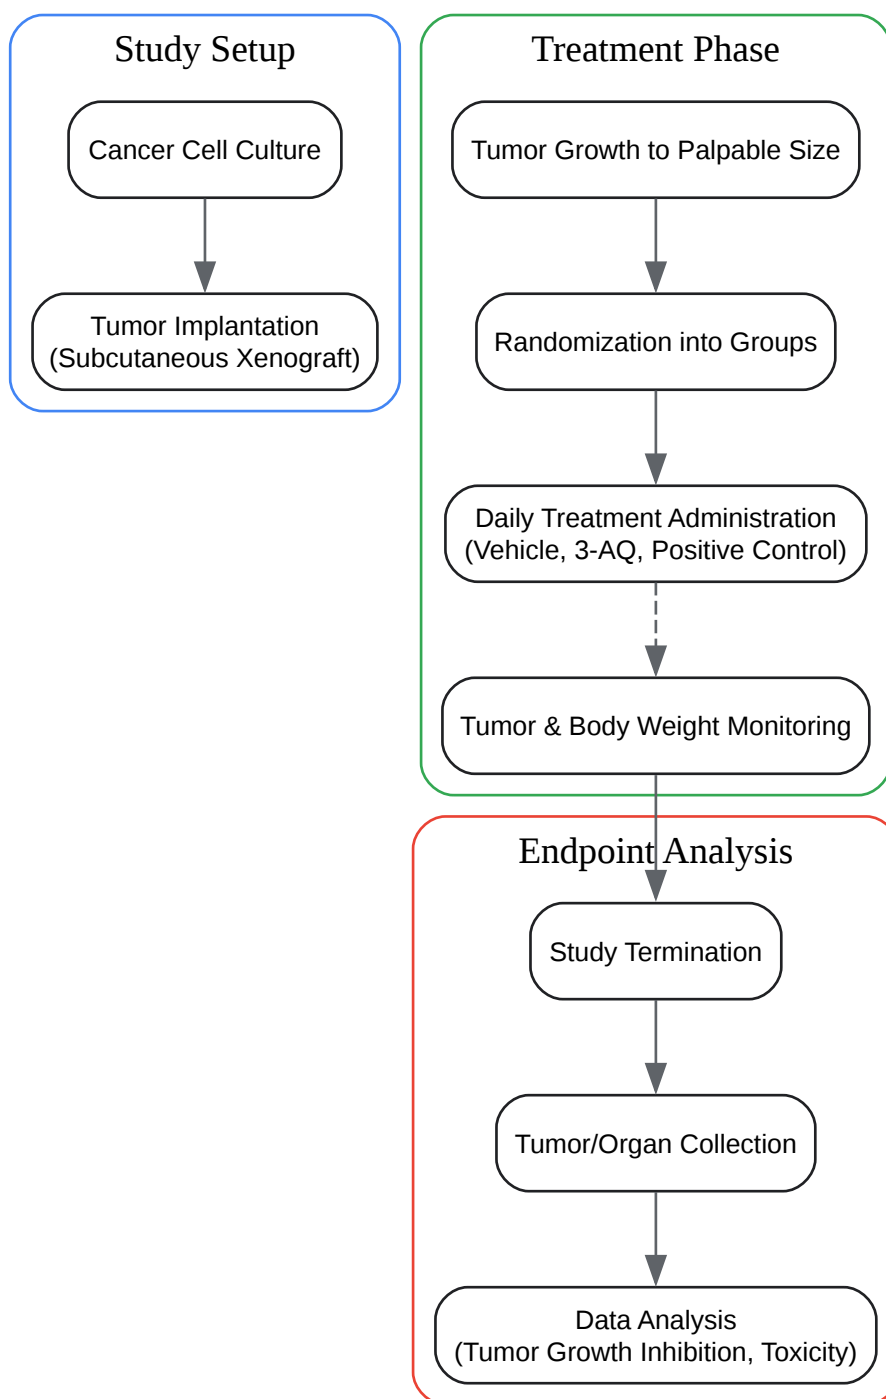 Study Setup
Cancer Cell Culture
Tumor Implantation
(Subcutaneous Xenograft)
Treatment Phase
Tumor Growth to Palpable Size
Randomization into Groups
Daily Treatment Administration
(Vehicle, 3-AQ, Positive Control)
Tumor & Body Weight Monitoring
Endpoint Analysis
Study Termination
Tumor/Organ Collection
Data Analysis
(Tumor Growth Inhibition, Toxicity)